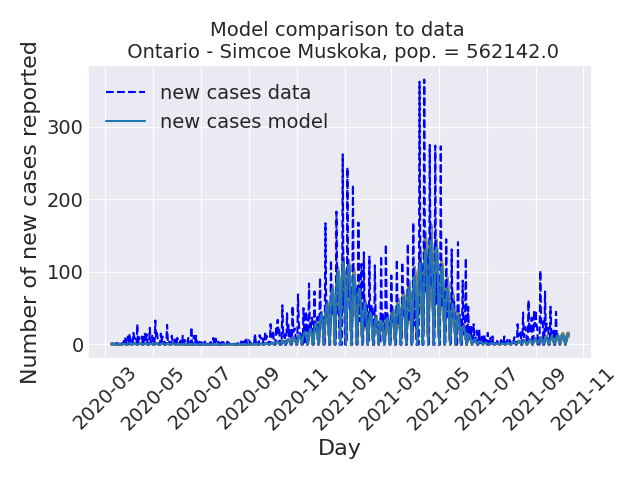 Model comparison to data
Ontario - Simcoe Muskoka, pop. = 562142.0
new cases data
new cases model
Number of new cases reported
300
200
100
0
2020-03
2020-05
2020-07
2020-09
2020-11
2021-01
2021-03
2021-05
2021-07
2021-09
2021-11
Day